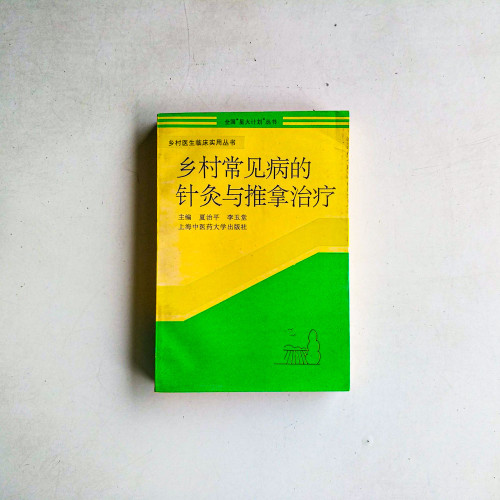 全国“星火计划”丛书
乡村医生临床实用丛书
乡村常见病的
针灸与推拿治疗
主编 夏治平 李玉堂
上海中医药大学出版社